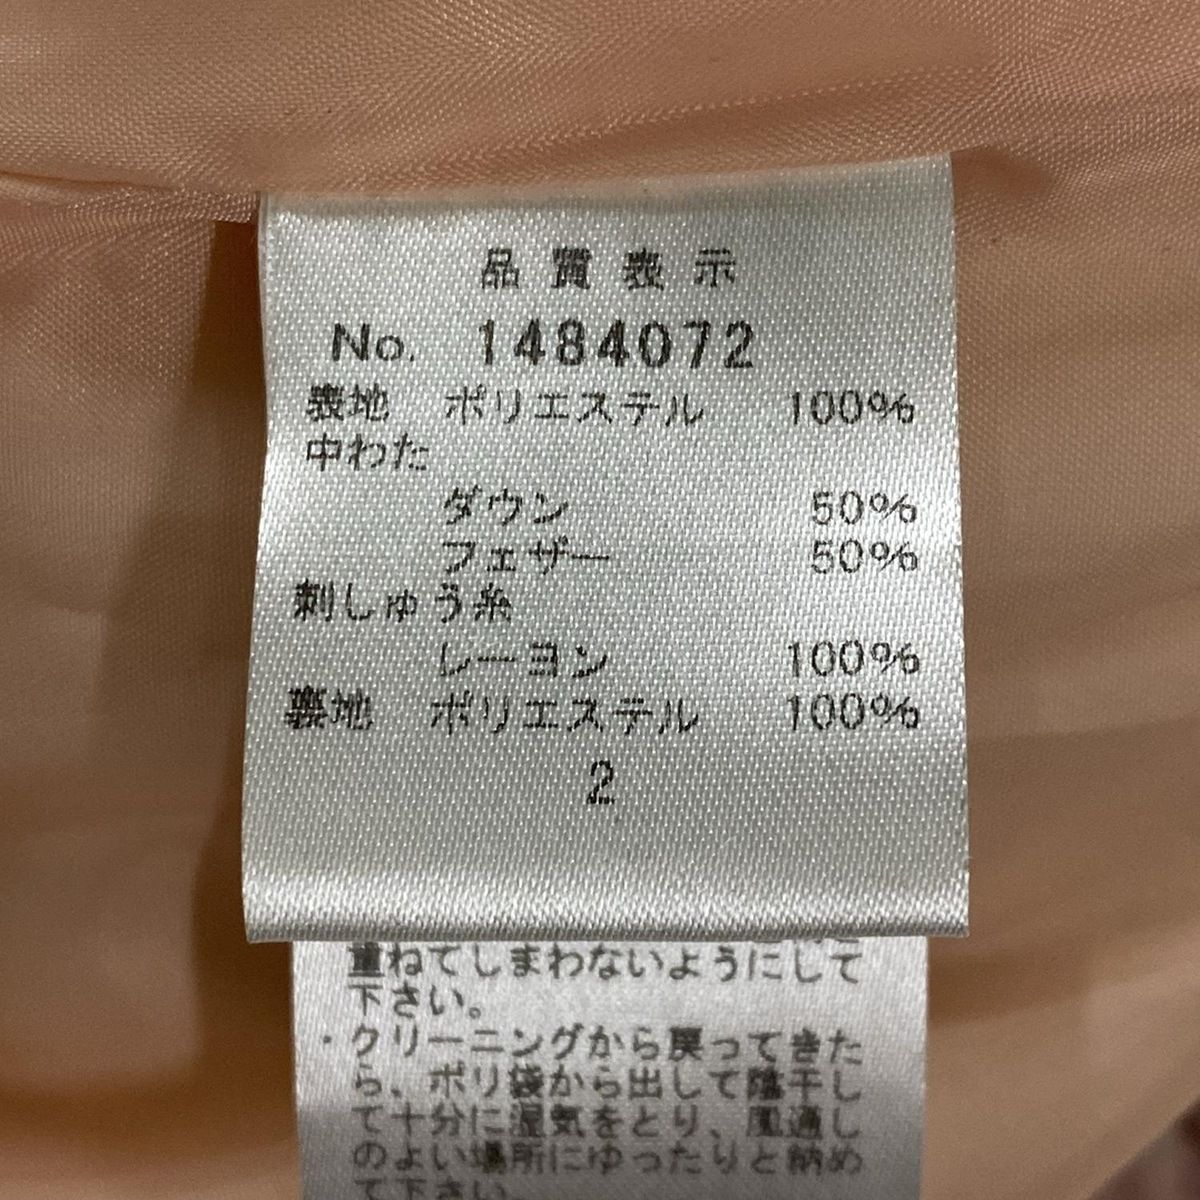 品質表示
No. 1484072
表地 ポリエステル 100%
中わた
ダウン 50%
フェザー 50%
刺しゅう糸
レーヨン 100%
裏地 ポリエステル 100%
2
重ねてしまわないようにして
下さい。
・クリーニングから戻ってきた
ら、ポリ袋から出して陰干し
て十分に湿気をとり、風通し
のよい場所にゆったりと納め
て下さい。